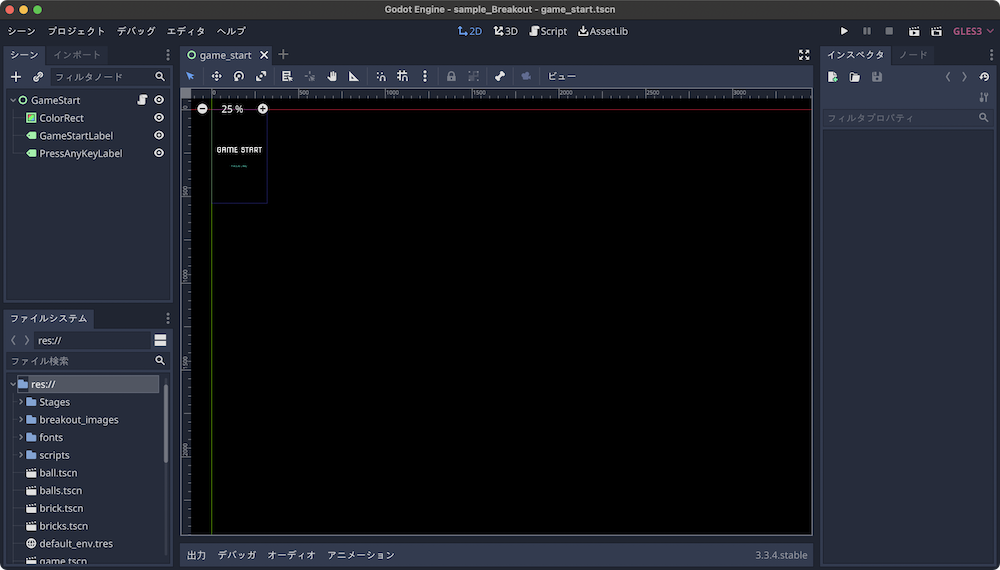 Godot Engine - sample_Breakout - game_start.tscn
シーン プロジェクト デバッグ エディタ ヘルプ 2D 3D Script AssetLib GLES3
シーン インポート
game_start
インスペクタ ノード
フィルタノード
ビュー
GameStart
ColorRect
GameStartLabel
PressAnyKeyLabel
フィルタプロパティ
0 500 1000 1500 2000 2500 3000
25 %
GAME START
0
500
1000
1500
2000
ファイルシステム
res://
ファイル検索
res://
Stages
breakout_images
fonts
scripts
ball.tscn
balls.tscn
brick.tscn
bricks.tscn
default_env.tres
game.tscn
出力 デバッガ オーディオ アニメーション 3.3.4.stable